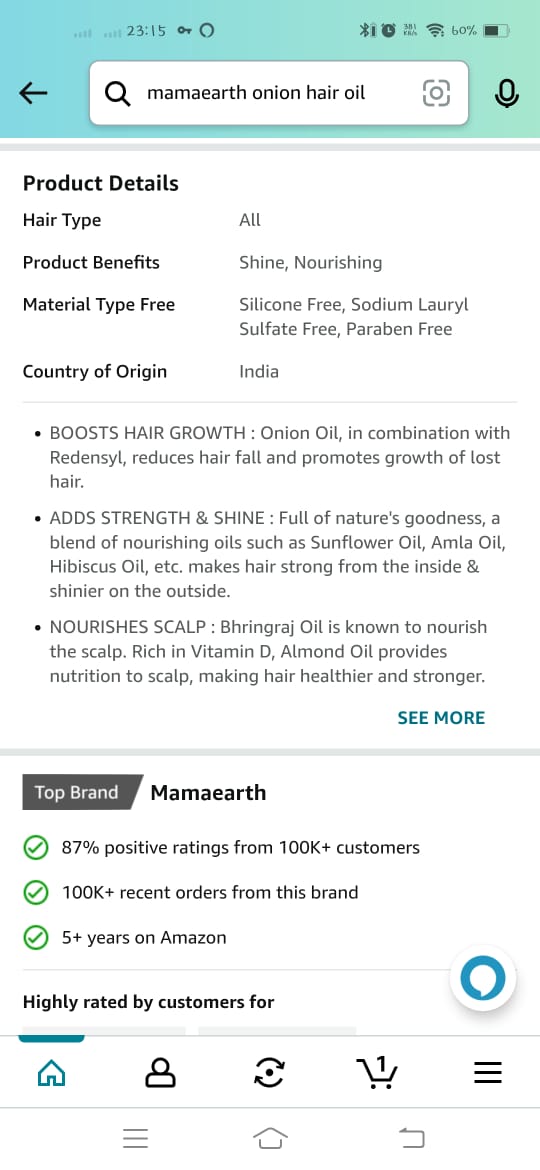 23:15
381
KB/s
60%
mamaearth onion hair oil
Product Details
Hair Type All
Product Benefits Shine, Nourishing
Material Type Free Silicone Free, Sodium Lauryl
Sulfate Free, Paraben Free
Country of Origin India
• BOOSTS HAIR GROWTH : Onion Oil, in combination with
Redensyl, reduces hair fall and promotes growth of lost
hair.
• ADDS STRENGTH & SHINE : Full of nature's goodness, a
blend of nourishing oils such as Sunflower Oil, Amla Oil,
Hibiscus Oil, etc. makes hair strong from the inside &
shinier on the outside.
• NOURISHES SCALP : Bhringraj Oil is known to nourish
the scalp. Rich in Vitamin D, Almond Oil provides
nutrition to scalp, making hair healthier and stronger.
SEE MORE
Top Brand Mamaearth
87% positive ratings from 100K+ customers
100K+ recent orders from this brand
5+ years on Amazon
Highly rated by customers for
1